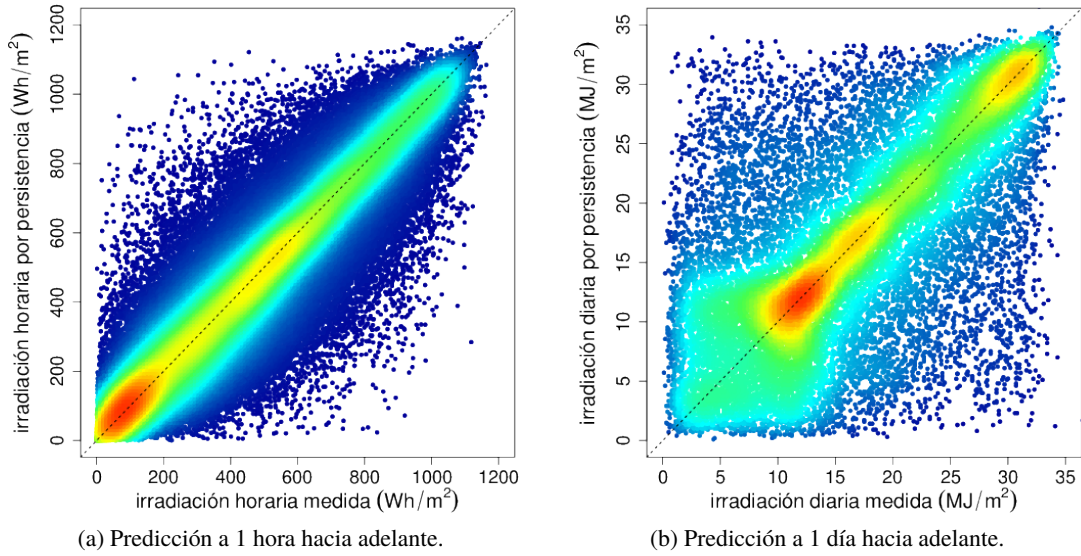 irradiación horaria por persistencia (Wh/m²)
0 200 400 600 800 1000 1200
0 200 400 600 800 1000 1200
irradiación horaria medida (Wh/m²)
(a) Predicción a 1 hora hacia adelante.
irradiación diaria por persistencia (MJ/m²)
0 5 10 15 20 25 30 35
0 5 10 15 20 25 30 35
irradiación diaria medida (MJ/m²)
(b) Predicción a 1 día hacia adelante.